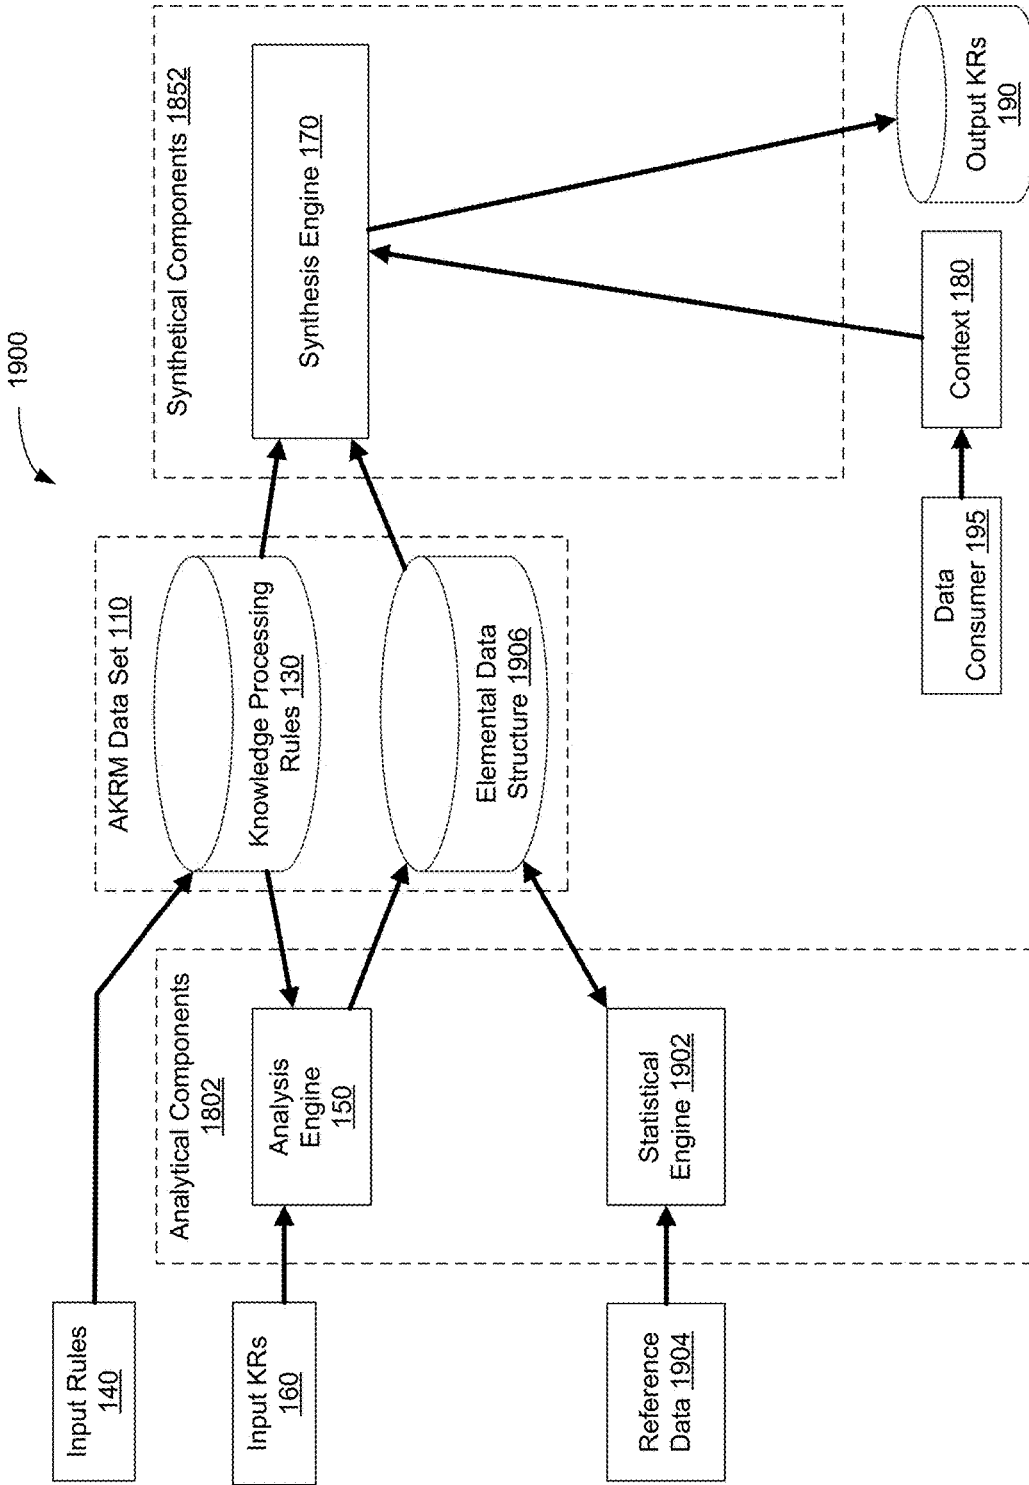 1900
Input Rules
140
Input KRs
160
Reference
Data 1904
Analytical Components
1802
Analysis
Engine
150
Statistical
Engine 1902
AKRM Data Set 110
Knowledge Processing
Rules 130
Elemental Data
Structure 1906
Synthetical Components 1852
Synthesis Engine 170
Data
Consumer 195
Context 180
Output KRs
190